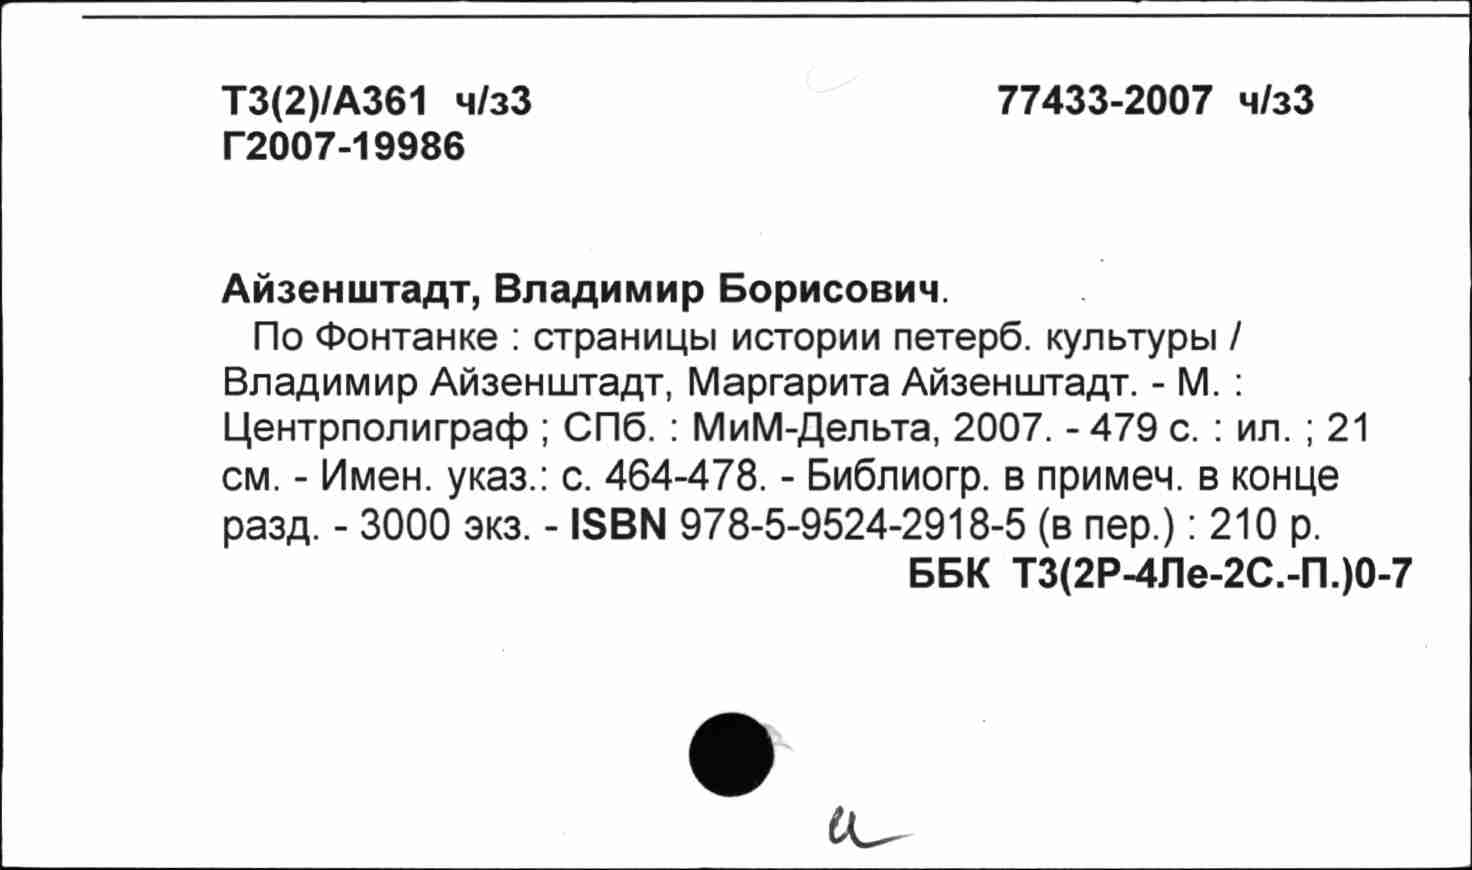 Т3(2)/А361 ч/з3 77433-2007 ч/з3
Г2007-19986
Айзенштадт, Владимир Борисович.
По Фонтанке : страницы истории петерб. культуры /
Владимир Айзенштадт, Маргарита Айзенштадт. - М. :
Центрполиграф ; СПб. : МиМ-Дельта, 2007. - 479 с. : ил. ; 21
см. - Имен. указ.: с. 464-478. - Библиогр. в примеч. в конце
разд. - 3000 экз. - ISBN 978-5-9524-2918-5 (в пер.) : 210 р.
ББК Т3(2Р-4Ле-2С.-П.)0-7